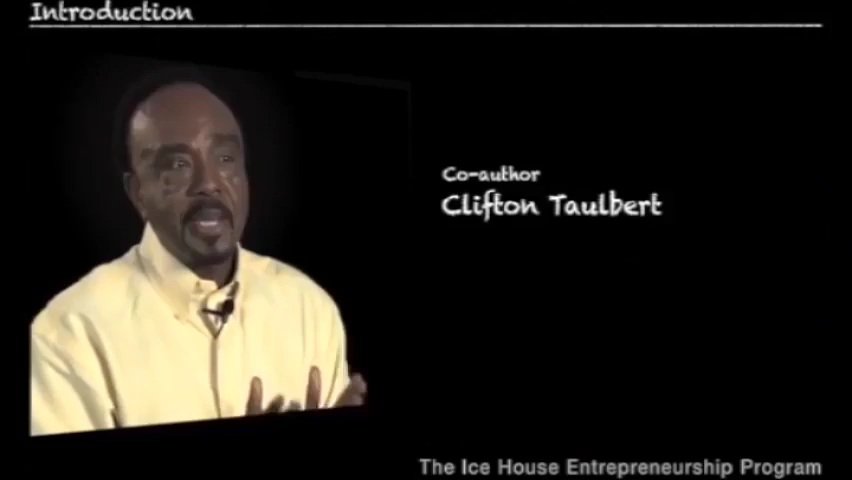 Introduction
Co-author
Clifton Taulbert
The Ice House Entrepreneurship Program